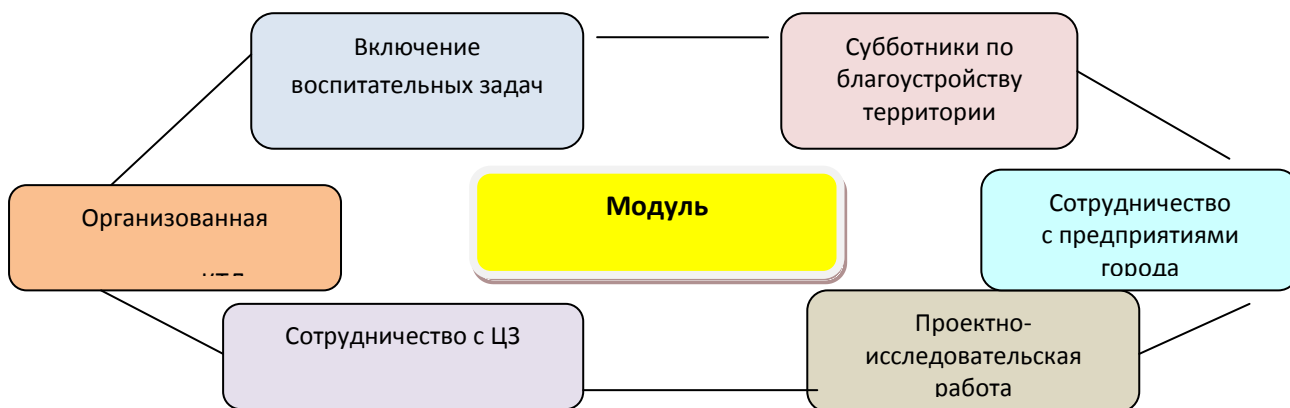 Включение
воспитательных задач
Субботники по
благоустройству
территории
Организованная
Модуль
Сотрудничество
с предприятиями
города
Сотрудничество с ЦЗ
Проектно-
исследовательская
работа